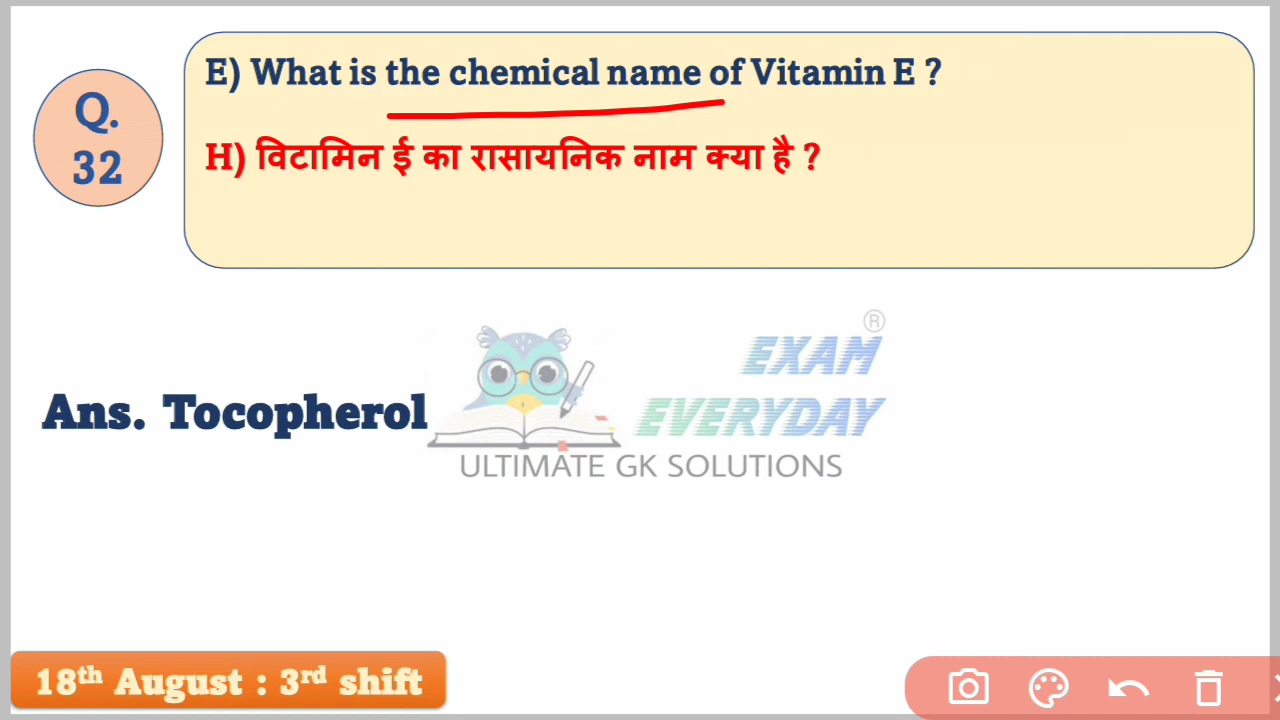 Q.
32
E) What is the chemical name of Vitamin E ?
H) विटामिन ई का रासायनिक नाम क्या है ?
®
EXAM
EVERYDAY
ULTIMATE GK SOLUTIONS
Ans. Tocopherol
18th August : 3rd shift